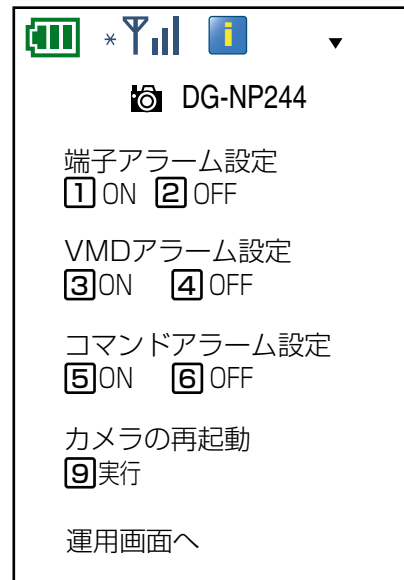 DG-NP244
端子アラーム設定
1 ON 2 OFF
VMDアラーム設定
3 ON 4 OFF
コマンドアラーム設定
5 ON 6 OFF
カメラの再起動
9 実行
運用画面へ